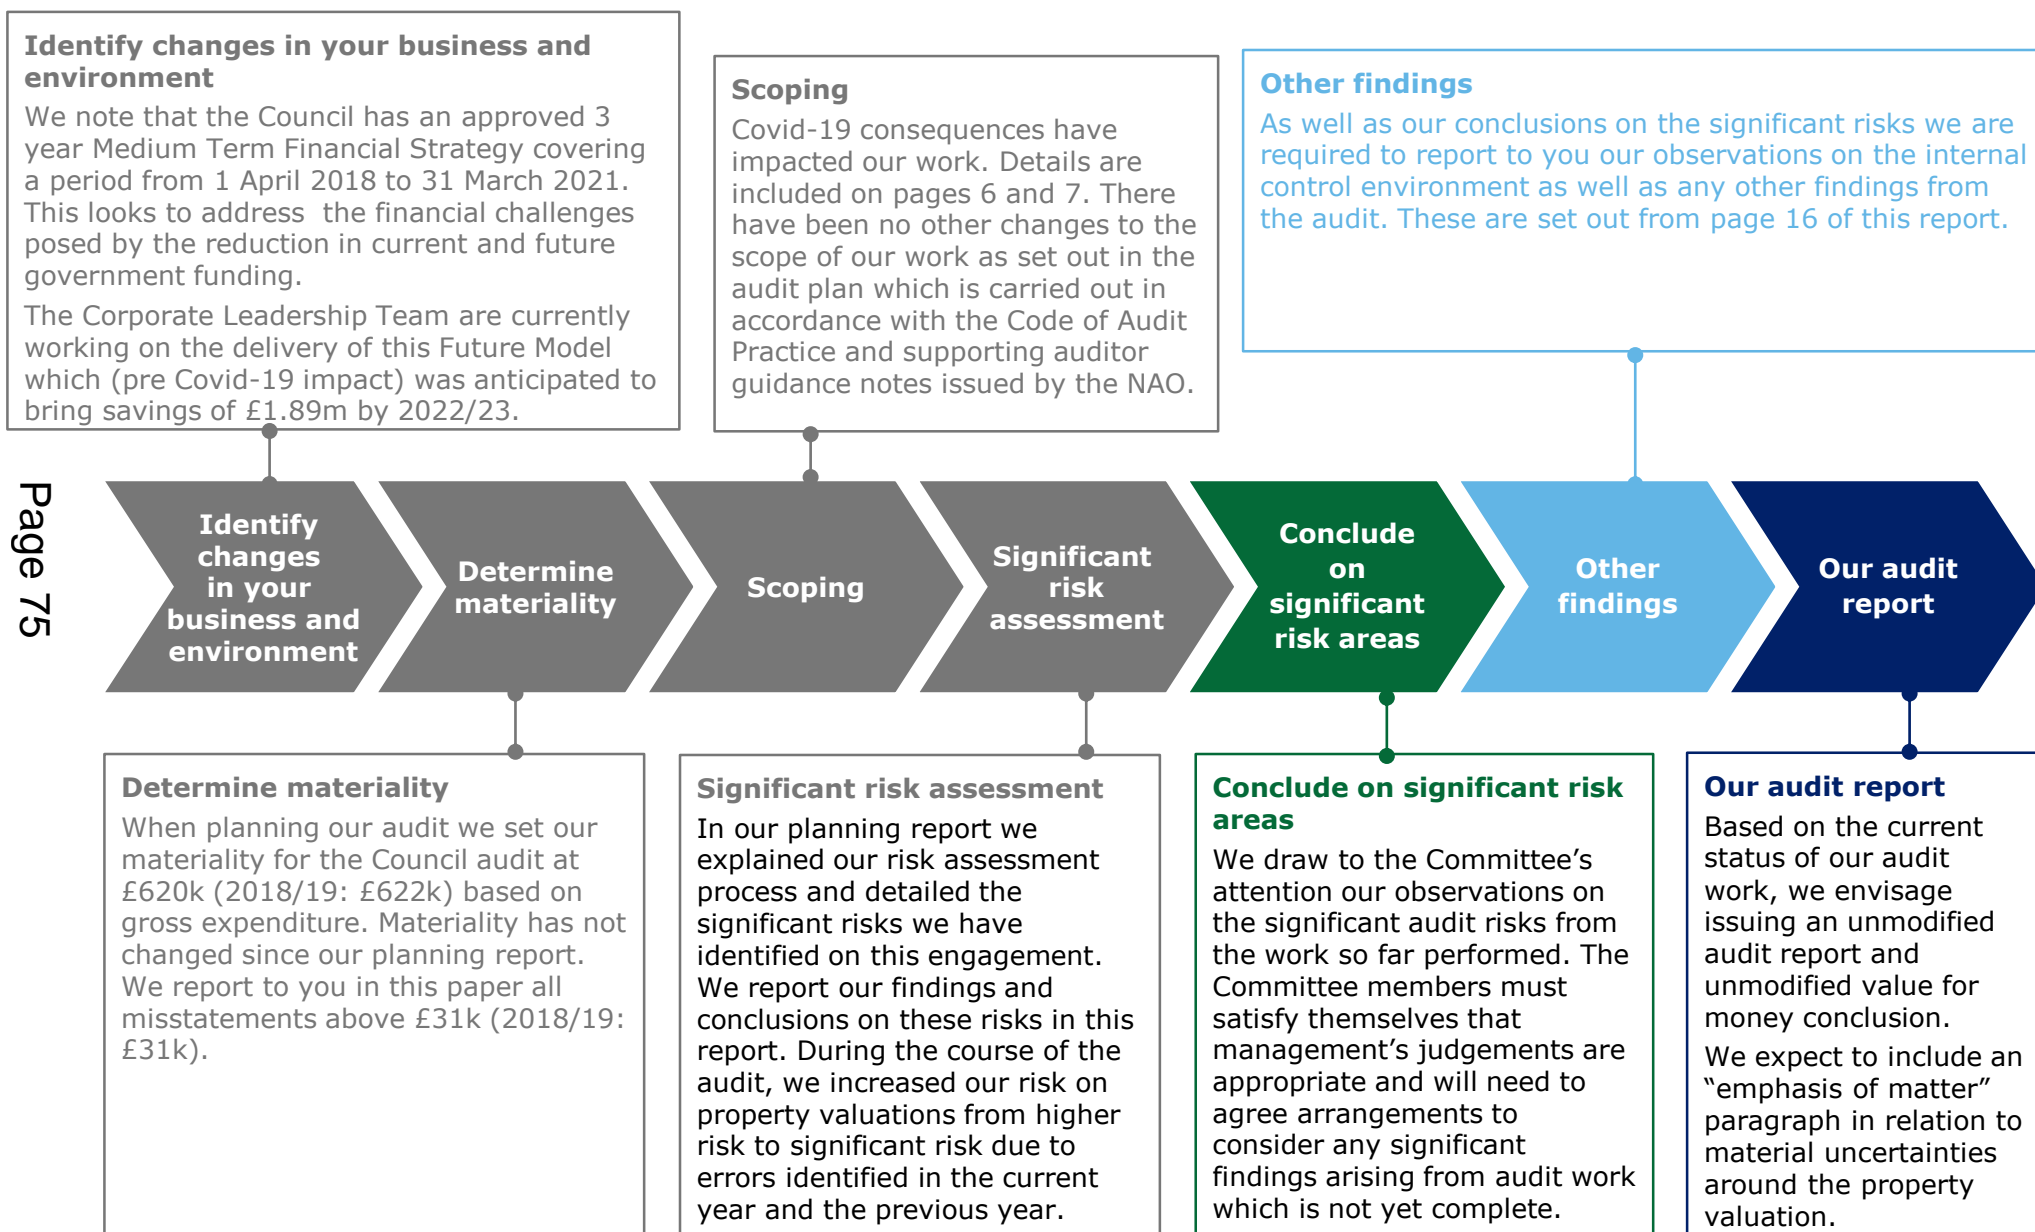 Identify changes in your business and
environment
We note that the Council has an approved 3
year Medium Term Financial Strategy covering
a period from 1 April 2018 to 31 March 2021.
This looks to address  the financial challenges
posed by the reduction in current and future
government funding.
The Corporate Leadership Team are currently
working on the delivery of this Future Model
which (pre Covid-19 impact) was anticipated to
bring savings of £1.89m by 2022/23.
Scoping
Covid-19 consequences have
impacted our work. Details are
included on pages 6 and 7. There
have been no other changes to the
scope of our work as set out in the
audit plan which is carried out in
accordance with the Code of Audit
Practice and supporting auditor
guidance notes issued by the NAO.
Other findings
As well as our conclusions on the significant risks we are
required to report to you our observations on the internal
control environment as well as any other findings from
the audit. These are set out from page 16 of this report.
Page 75
Identify
changes
in your
business and
environment
Determine
materiality
Scoping
Significant
risk
assessment
Conclude
on
significant
risk areas
Other
findings
Our audit
report
Determine materiality
When planning our audit we set our
materiality for the Council audit at
£620k (2018/19: £622k) based on
gross expenditure. Materiality has not
changed since our planning report.
We report to you in this paper all
misstatements above £31k (2018/19:
£31k).
Significant risk assessment
In our planning report we
explained our risk assessment
process and detailed the
significant risks we have
identified on this engagement.
We report our findings and
conclusions on these risks in this
report. During the course of the
audit, we increased our risk on
property valuations from higher
risk to significant risk due to
errors identified in the current
year and the previous year.
Conclude on significant risk
areas
We draw to the Committee’s
attention our observations on
the significant audit risks from
the work so far performed. The
Committee members must
satisfy themselves that
management’s judgements are
appropriate and will need to
agree arrangements to
consider any significant
findings arising from audit work
which is not yet complete.
Our audit report
Based on the current
status of our audit
work, we envisage
issuing an unmodified
audit report and
unmodified value for
money conclusion.
We expect to include an
“emphasis of matter”
paragraph in relation to
material uncertainties
around the property
valuation.